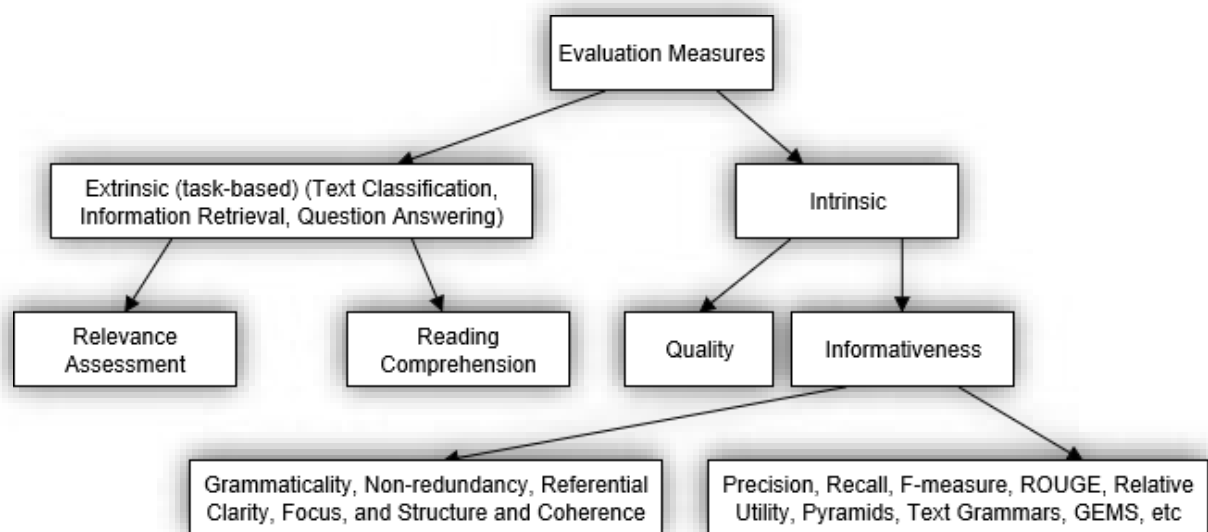 Evaluation Measures
Extrinsic (task-based) (Text Classification,
Information Retrieval, Question Answering)
Intrinsic
Relevance
Assessment
Reading
Comprehension
Quality
Informativeness
Grammaticality, Non-redundancy, Referential
Clarity, Focus, and Structure and Coherence
Precision, Recall, F-measure, ROUGE, Relative
Utility, Pyramids, Text Grammars, GEMS, etc